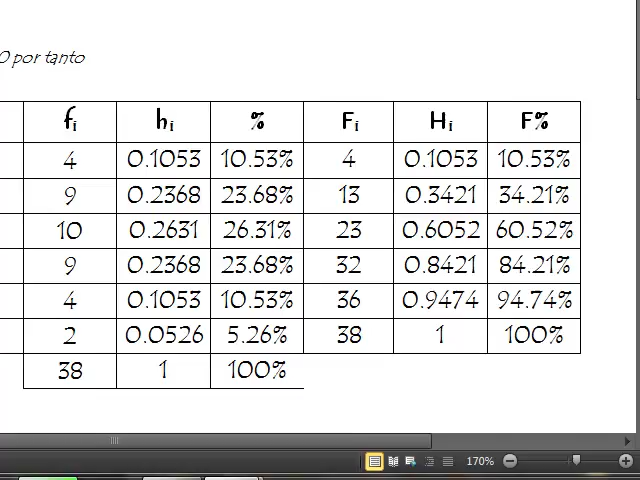 O por tanto
fᵢ hᵢ % Fᵢ Hᵢ F%
4 0.1053 10.53% 4 0.1053 10.53%
9 0.2368 23.68% 13 0.3421 34.21%
10 0.2631 26.31% 23 0.6052 60.52%
9 0.2368 23.68% 32 0.8421 84.21%
4 0.1053 10.53% 36 0.9474 94.74%
2 0.0526 5.26% 38 1 100%
38 1 100%
170%